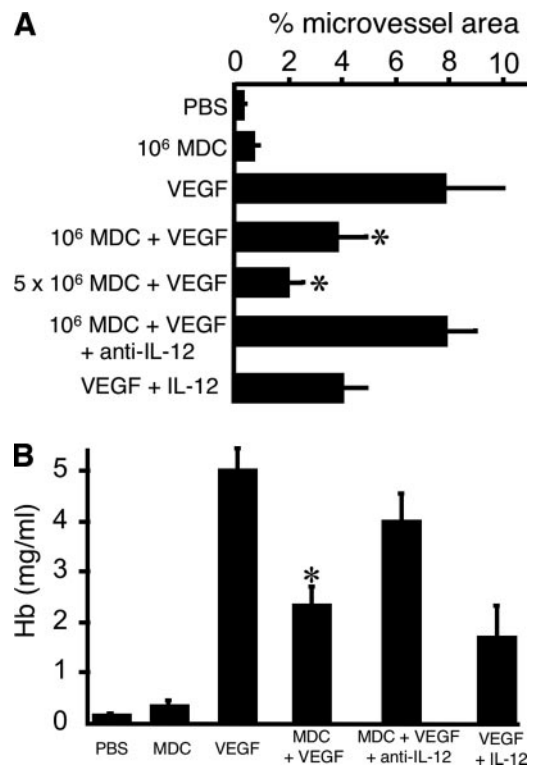 A
% microvessel area
0 2 4 6 8 10
PBS
10⁶ MDC
VEGF
10⁶ MDC + VEGF
*
5 x 10⁶ MDC + VEGF
*
10⁶ MDC + VEGF
+ anti-IL-12
VEGF + IL-12
B
Hb (mg/ml)
5
4
3
2
1
0
*
PBS
MDC
VEGF
MDC
+ VEGF
MDC + VEGF
+ anti-IL-12
VEGF
+ IL-12